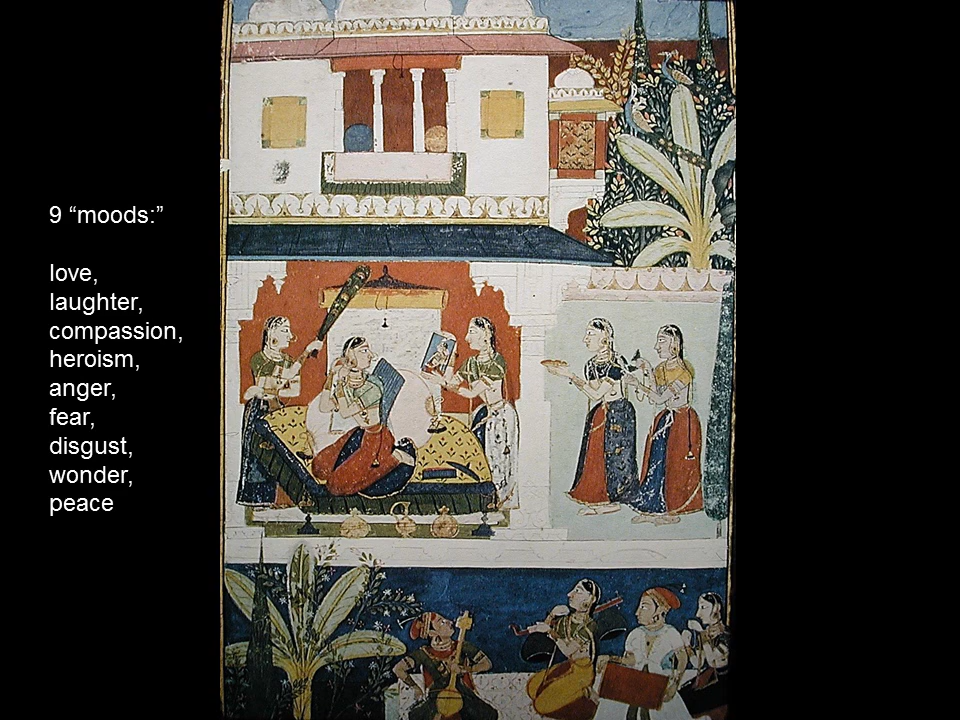 9 “moods:”
love,
laughter,
compassion,
heroism,
anger,
fear,
disgust,
wonder,
peace